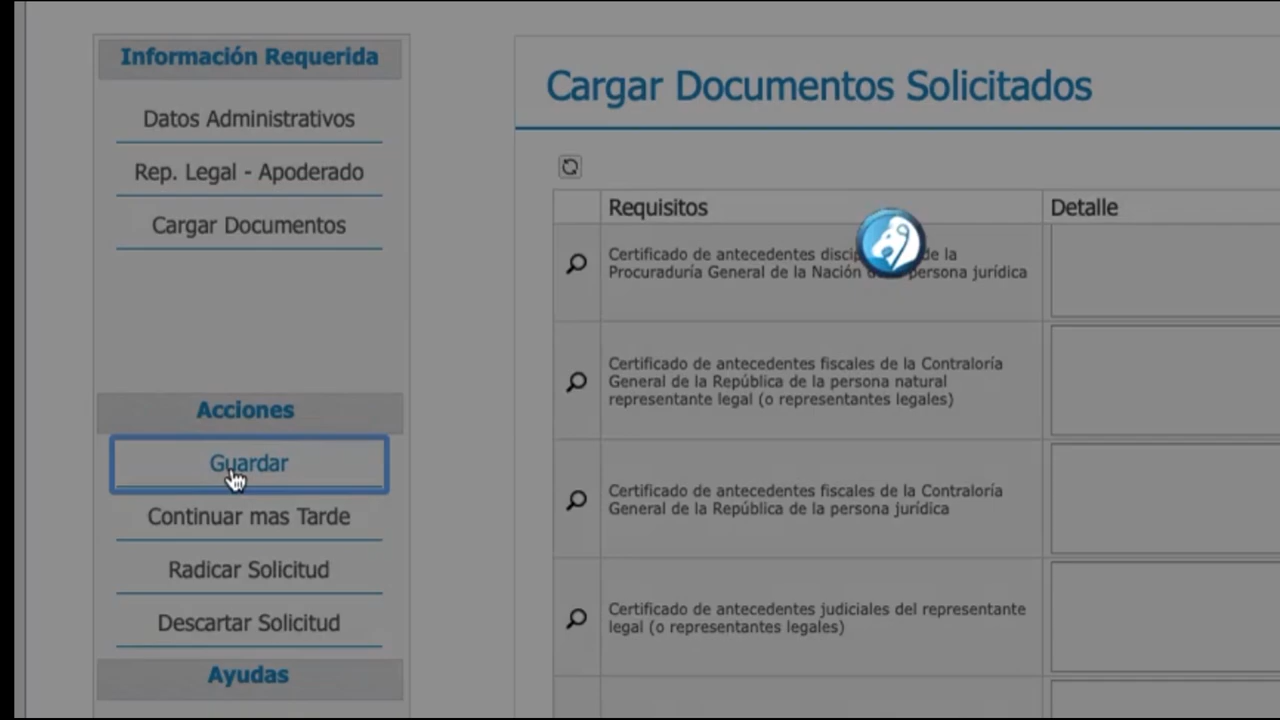 Información Requerida
Datos Administrativos
Rep. Legal - Apoderado
Cargar Documentos
Acciones
Guardar
Continuar mas Tarde
Radicar Solicitud
Descartar Solicitud
Ayudas
Cargar Documentos Solicitados
Requisitos
Detalle
Certificado de antecedentes de la
Procuraduría General de la Nación persona jurídica
Certificado de antecedentes fiscales de la Contraloría
General de la República de la persona natural
representante legal (o representantes legales)
Certificado de antecedentes fiscales de la Contraloría
General de la República de la persona jurídica
Certificado de antecedentes judiciales del representante
legal (o representantes legales)